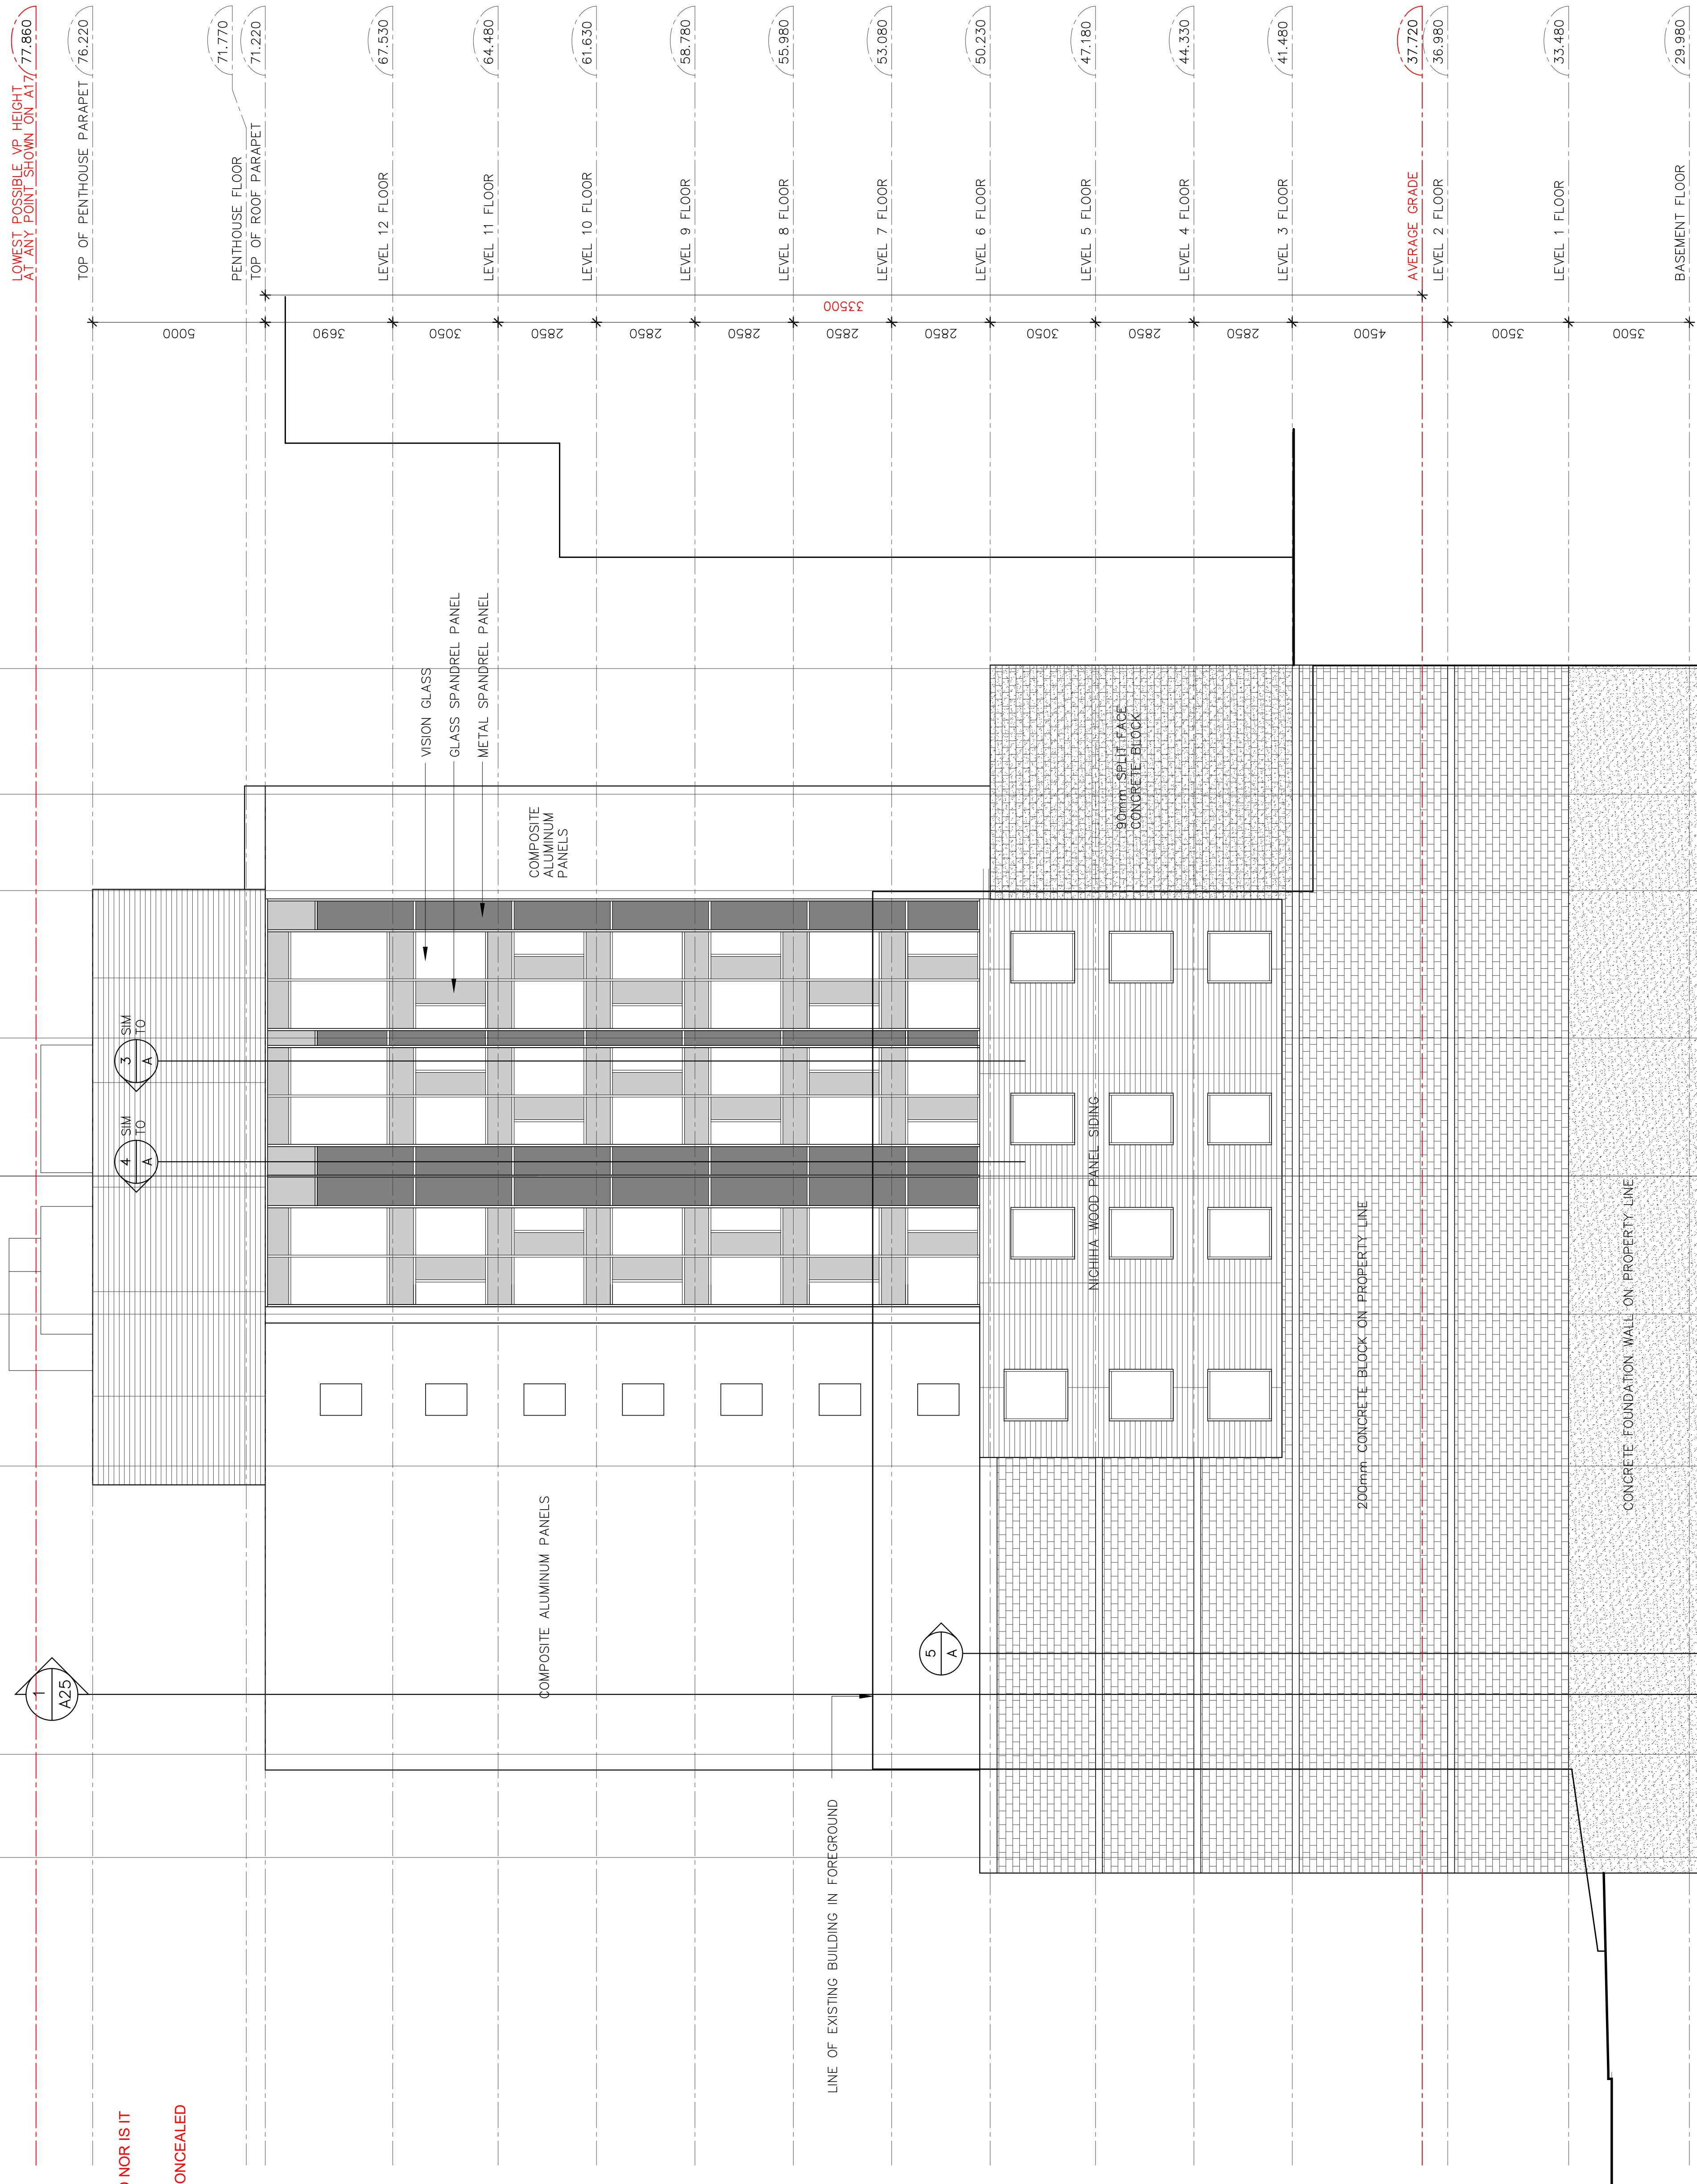 LOWEST POSSIBLE VP HEIGHT
AT ANY POINT SHOWN ON A17
77.860
TOP OF PENTHOUSE PARAPET
76.220
PENTHOUSE FLOOR
71.770
TOP OF ROOF PARAPET
71.220
LEVEL 12 FLOOR
67.530
LEVEL 11 FLOOR
64.480
LEVEL 10 FLOOR
61.630
LEVEL 9 FLOOR
58.780
LEVEL 8 FLOOR
55.980
LEVEL 7 FLOOR
53.080
LEVEL 6 FLOOR
50.230
LEVEL 5 FLOOR
47.180
LEVEL 4 FLOOR
44.330
LEVEL 3 FLOOR
41.480
AVERAGE GRADE
37.720
LEVEL 2 FLOOR
36.980
LEVEL 1 FLOOR
33.480
BASEMENT FLOOR
29.980
5000
3690
3050
2850
2850
2850
2850
2850
3050
2850
2850
4500
3500
3500
33500
VISION GLASS
GLASS SPANDREL PANEL
METAL SPANDREL PANEL
COMPOSITE
ALUMINUM
PANELS
90mm SPLIT FACE
CONCRETE BLOCK
3
A
SIM
TO
4
A
SIM
TO
NICHIHA WOOD PANEL SIDING
200mm CONCRETE BLOCK ON PROPERTY LINE
CONCRETE FOUNDATION WALL ON PROPERTY LINE
COMPOSITE ALUMINUM PANELS
1
A25
5
A
LINE OF EXISTING BUILDING IN FOREGROUND
NOR IS IT
ONCEALED